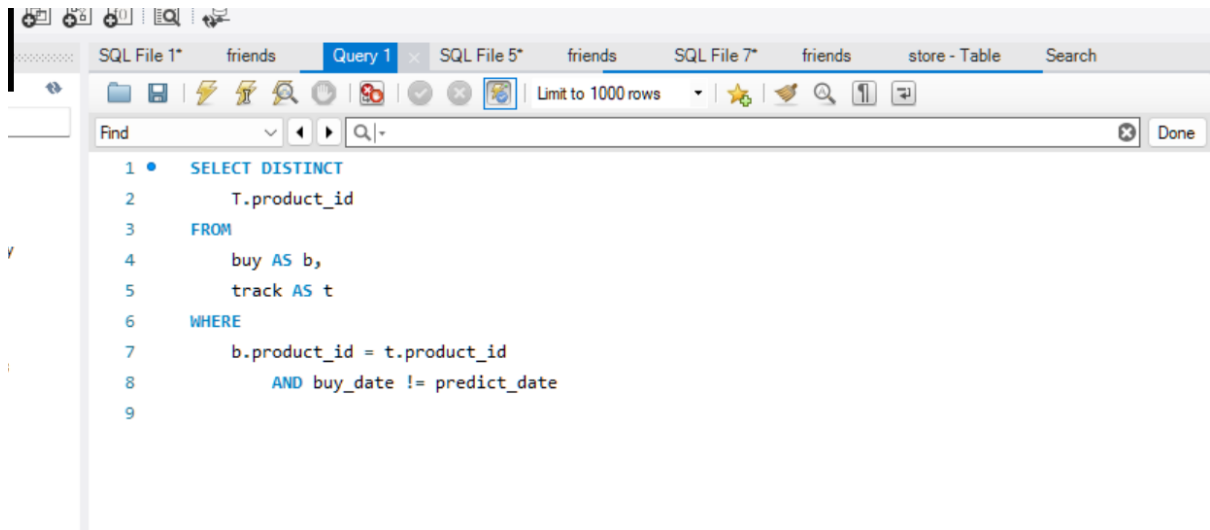 SQL File 1* friends Query 1 SQL File 5* friends SQL File 7* friends store - Table Search
Limit to 1000 rows
Find Done
1 SELECT DISTINCT
2 T.product_id
3 FROM
4 buy AS b,
5 track AS t
6 WHERE
7 b.product_id = t.product_id
8 AND buy_date != predict_date
9